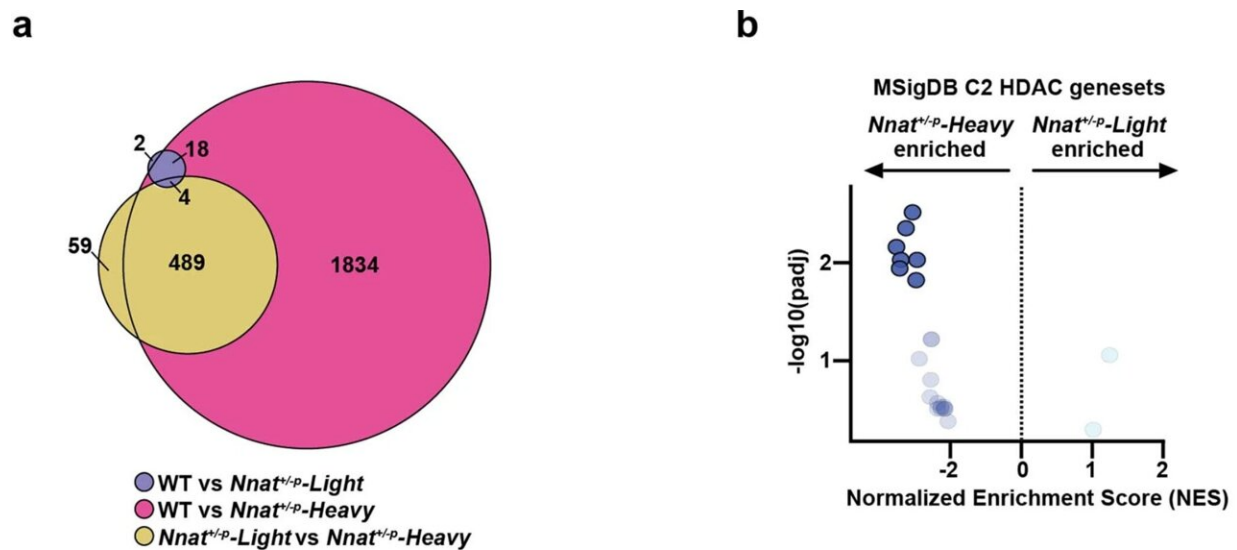 a
2
18
4
59
489
1834
WT vs Nnat+/-p-Light
WT vs Nnat+/-p-Heavy
Nnat+/-p-Light vs Nnat+/-p-Heavy
b
MSigDB C2 HDAC genesets
Nnat+/-p-Heavy
enriched
Nnat+/-p-Light
enriched
-log10(padj)
2
1
-2
0
1
2
Normalized Enrichment Score (NES)